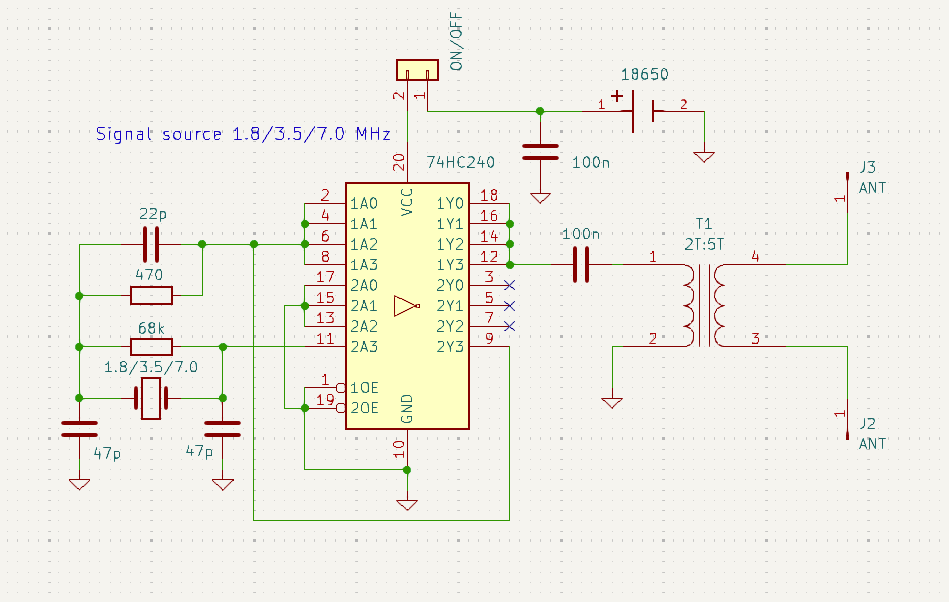 ON/OFF
2 1
18650
+
1 2
Signal source 1.8/3.5/7.0 MHz
100n
20
74HC240
VCC
2 1A0 1Y0 18
4 1A1 1Y1 16
6 1A2 1Y2 14
8 1A3 1Y3 12
17 2A0 2Y0 3
15 2A1 2Y1 5
13 2A2 2Y2 7
11 2A3 2Y3 9
1 1OE
19 2OE
GND
10
22p
470
68k
1.8/3.5/7.0
47p
47p
100n
T1
2T:5T
1 4
2 3
J3
ANT
1
J2
ANT
1